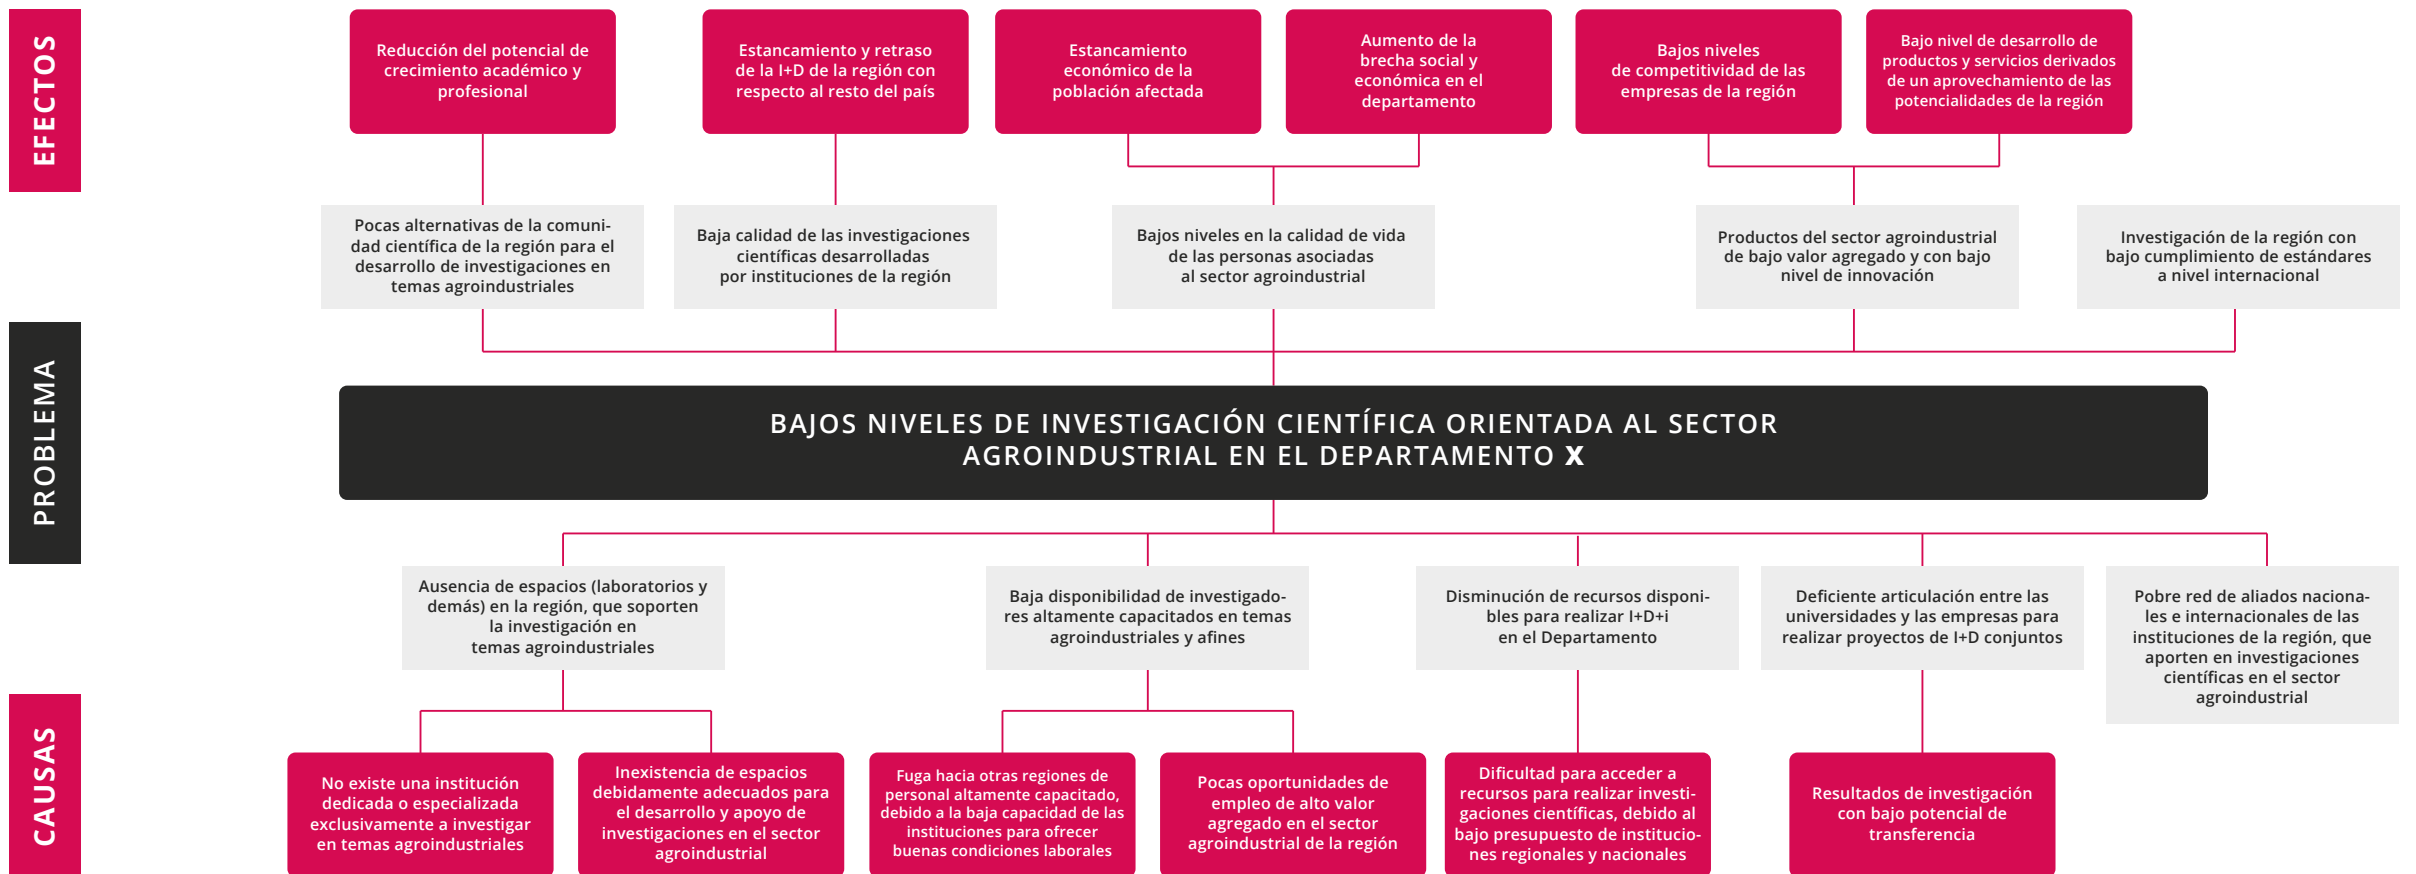 EFECTOS
Reducción del potencial de
crecimiento académico y
profesional
Estancamiento y retraso
de la I+D de la región con
respecto al resto del país
Estancamiento
económico de la
población afectada
Aumento de la
brecha social y
económica en el
departamento
Bajos niveles
de competitividad de las
empresas de la región
Bajo nivel de desarrollo de
productos y servicios derivados
de un aprovechamiento de las
potencialidades de la región
Pocas alternativas de la comuni-
dad científica de la región para el
desarrollo de investigaciones en
temas agroindustriales
Baja calidad de las investigaciones
científicas desarrolladas
por instituciones de la región
Bajos niveles en la calidad de vida
de las personas asociadas
al sector agroindustrial
Productos del sector agroindustrial
de bajo valor agregado y con bajo
nivel de innovación
Investigación de la región con
bajo cumplimiento de estándares
a nivel internacional
PROBLEMA
BAJOS NIVELES DE INVESTIGACIÓN CIENTÍFICA ORIENTADA AL SECTOR
AGROINDUSTRIAL EN EL DEPARTAMENTO X
Ausencia de espacios (laboratorios y
demás) en la región, que soporten
la investigación en
temas agroindustriales
Baja disponibilidad de investigado-
res altamente capacitados en temas
agroindustriales y afines
Disminución de recursos disponi-
bles para realizar I+D+i
en el Departamento
Deficiente articulación entre las
universidades y las empresas para
realizar proyectos de I+D conjuntos
Pobre red de aliados naciona-
les e internacionales de las
instituciones de la región, que
aporten en investigaciones
científicas en el sector
agroindustrial
CAUSAS
No existe una institución
dedicada o especializada
exclusivamente a investigar
en temas agroindustriales
Inexistencia de espacios
debidamente adecuados para
el desarrollo y apoyo de
investigaciones en el sector
agroindustrial
Fuga hacia otras regiones de
personal altamente capacitado,
debido a la baja capacidad de las
instituciones para ofrecer
buenas condiciones laborales
Pocas oportunidades de
empleo de alto valor
agregado en el sector
agroindustrial de la región
Dificultad para acceder a
recursos para realizar investi-
gaciones científicas, debido al
bajo presupuesto de institucio-
nes regionales y nacionales
Resultados de investigación
con bajo potencial de
transferencia